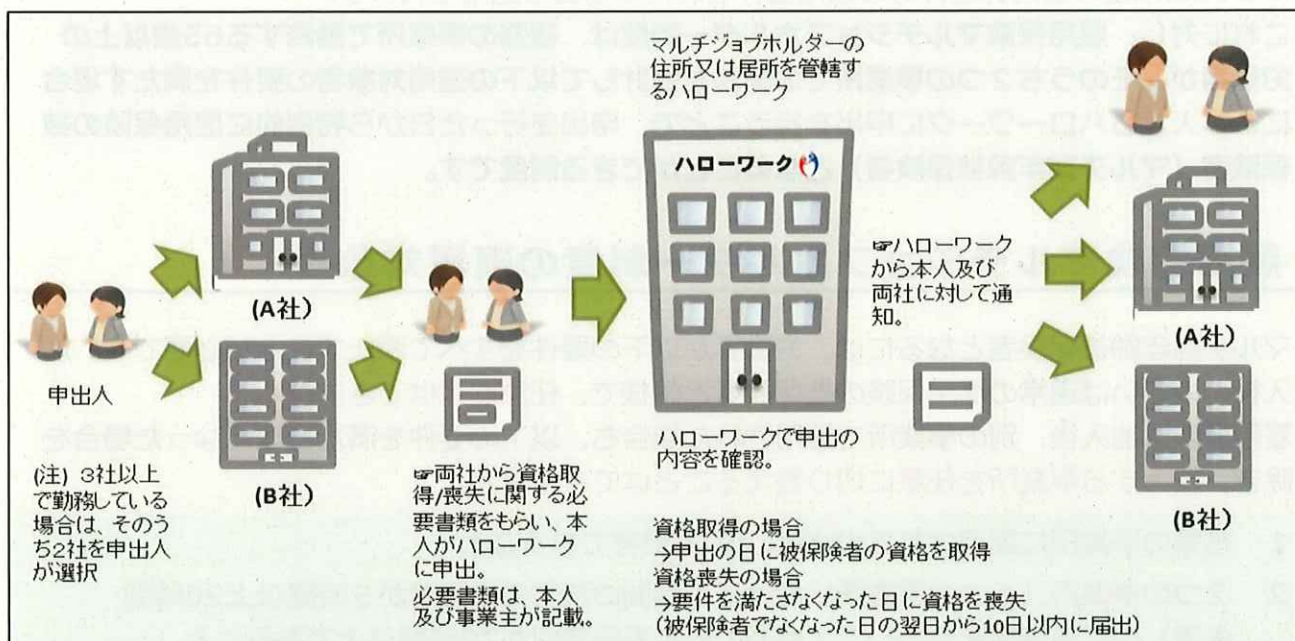 マルチジョブホルダーの
住所又は居所を管轄す
るハローワーク
ハローワーク
(A社)
(B社)
申出人
(注) 3社以上
で勤務している
場合は、そのう
ち2社を申出人
が選択
☞両社から資格取
得/喪失に関する必
要書類をもらい、本
人がハローワーク
に申出。
必要書類は、本人
及び事業主が記載。
ハローワークで申出の
内容を確認。
資格取得の場合
→申出の日に被保険者の資格を取得
資格喪失の場合
→要件を満たさなくなった日に資格を喪失
(被保険者でなくなった日の翌日から10日以内に届出)
☞ハローワーク
から本人及び
両社に対して通
知。
(A社)
(B社)